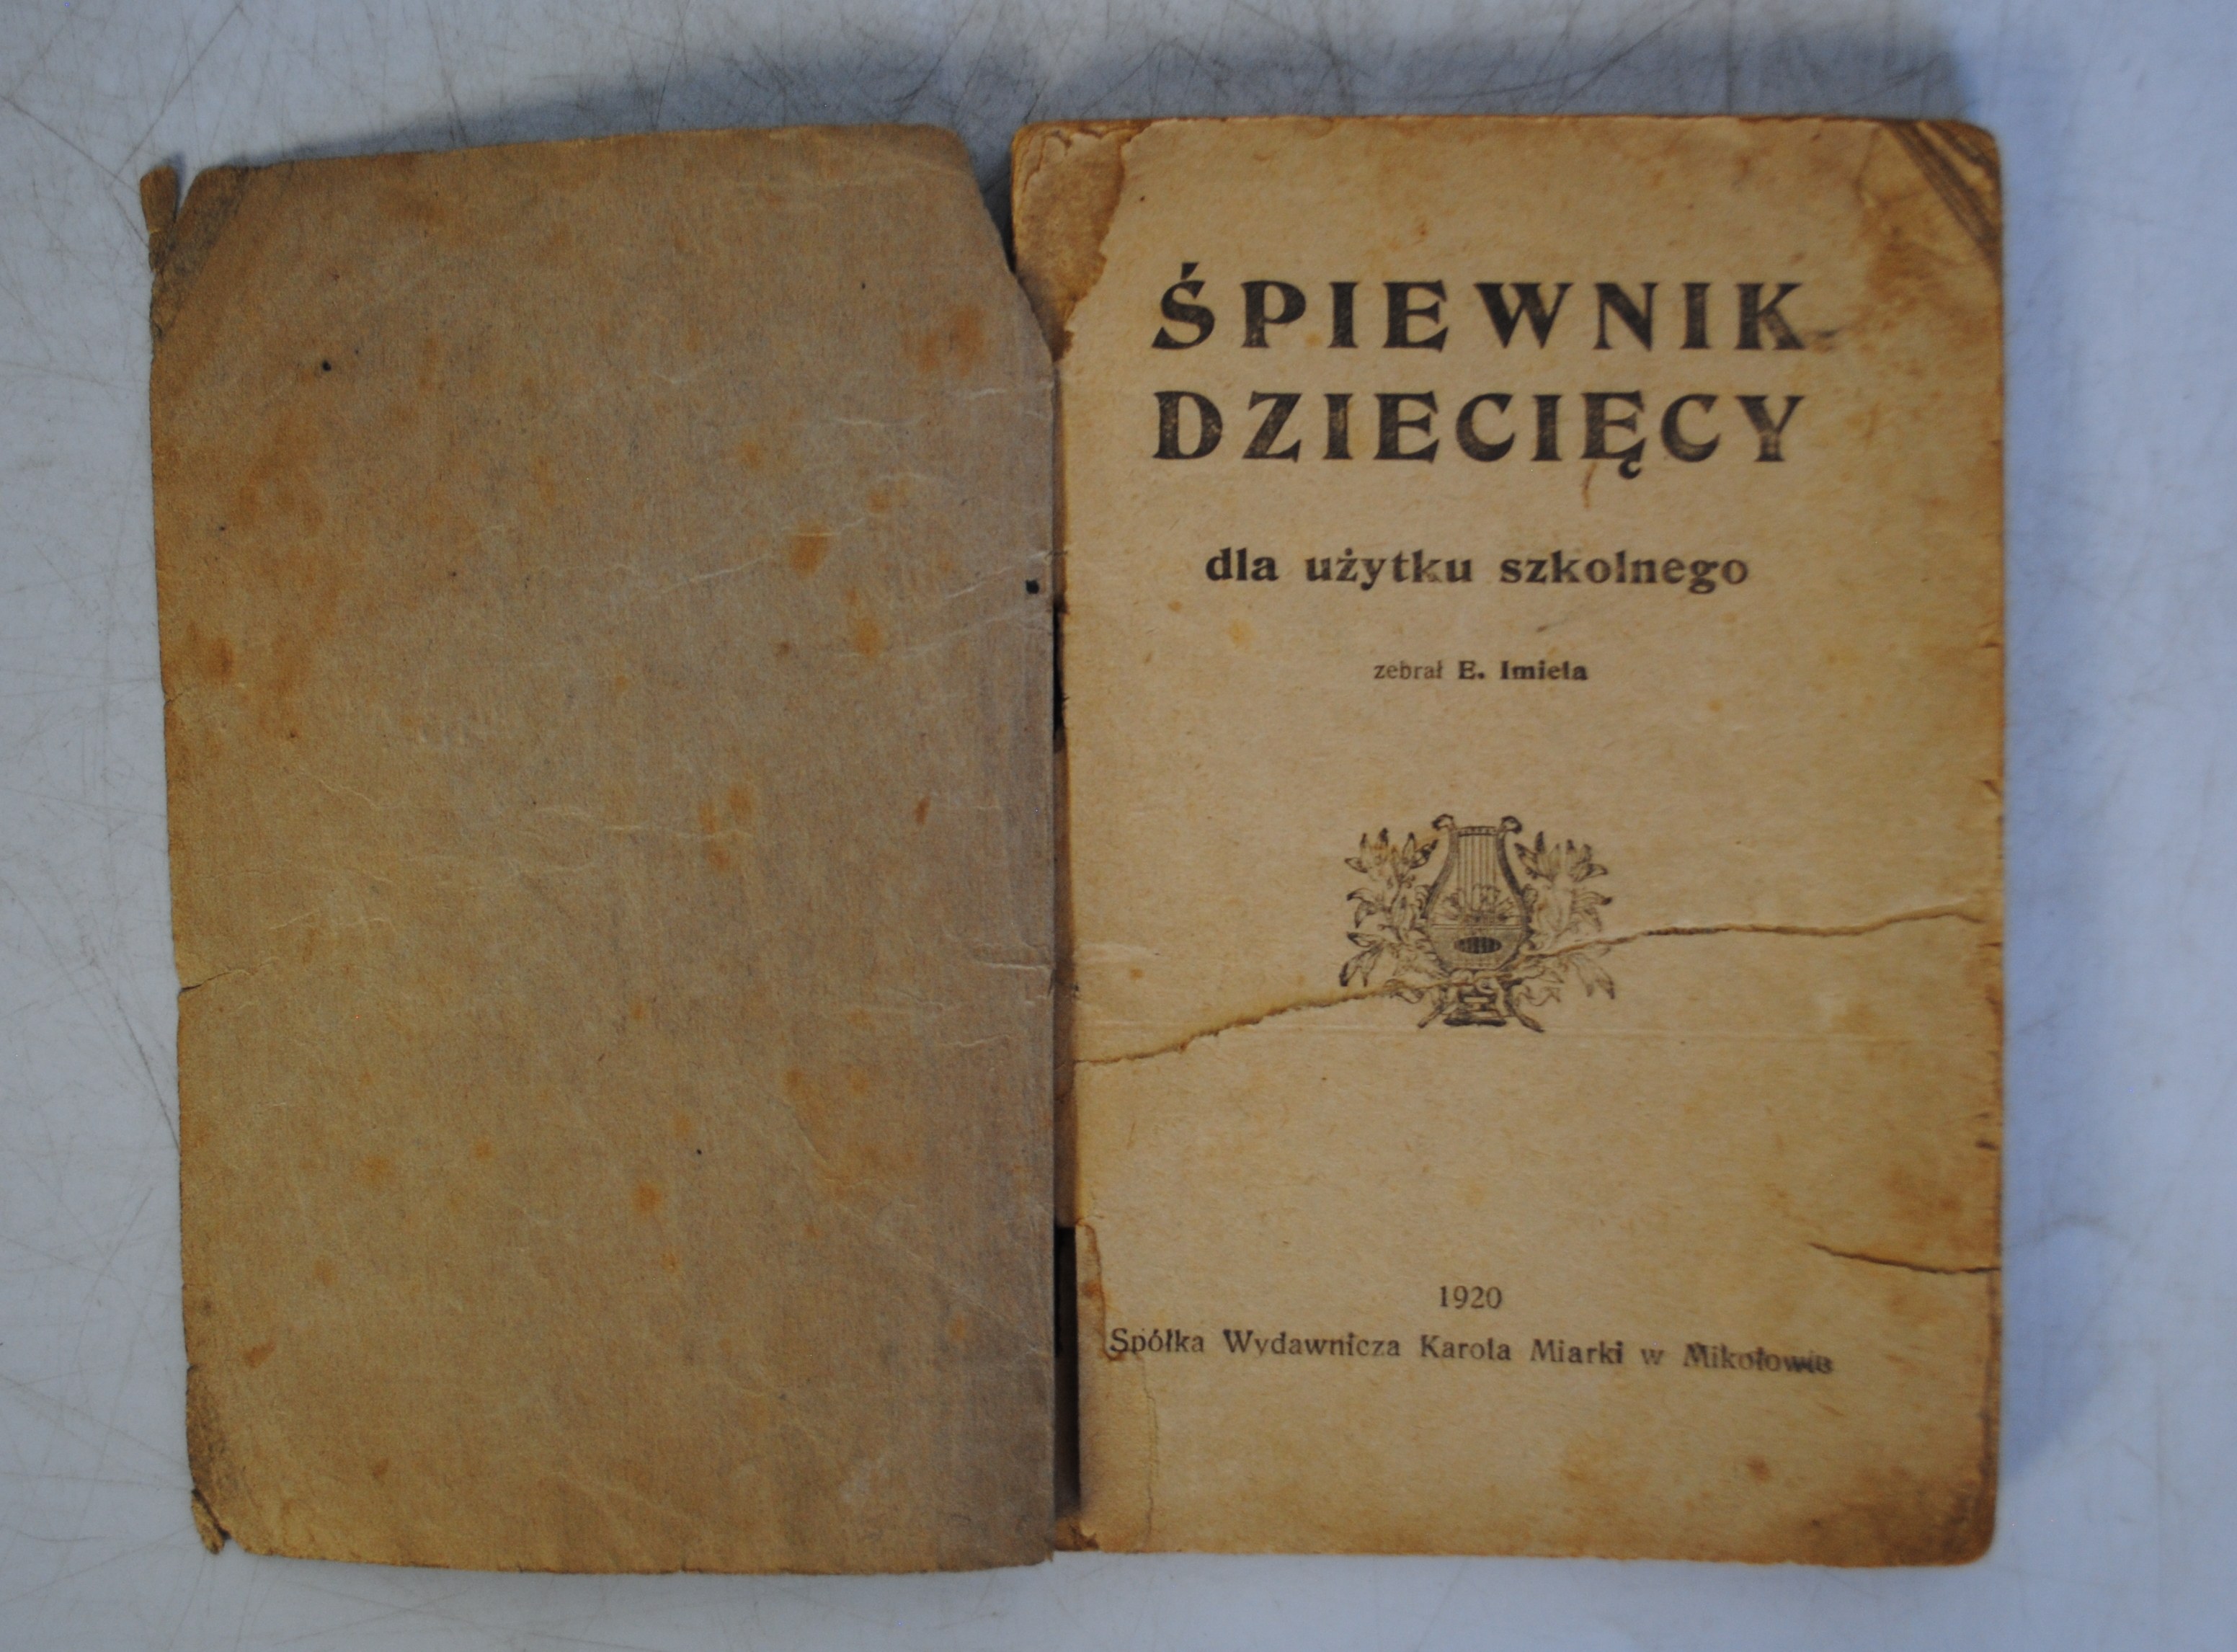 ŚPIEWNIK
DZIECIĘCY
dla użytku szkolnego
zebrał E. Imiela
1920
Spółka Wydawnicza Karola Miarki w Mikołowie